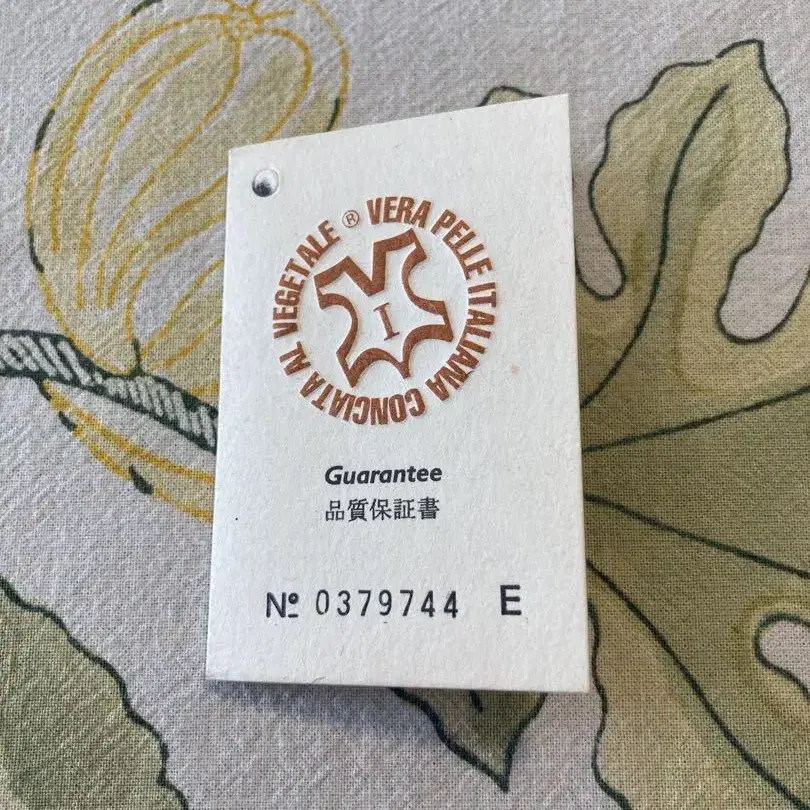 VERA PELLE ITALIANA CONCIATA AL VEGETALE ®
I
Guarantee
品質保証書
Nº 0379744 E